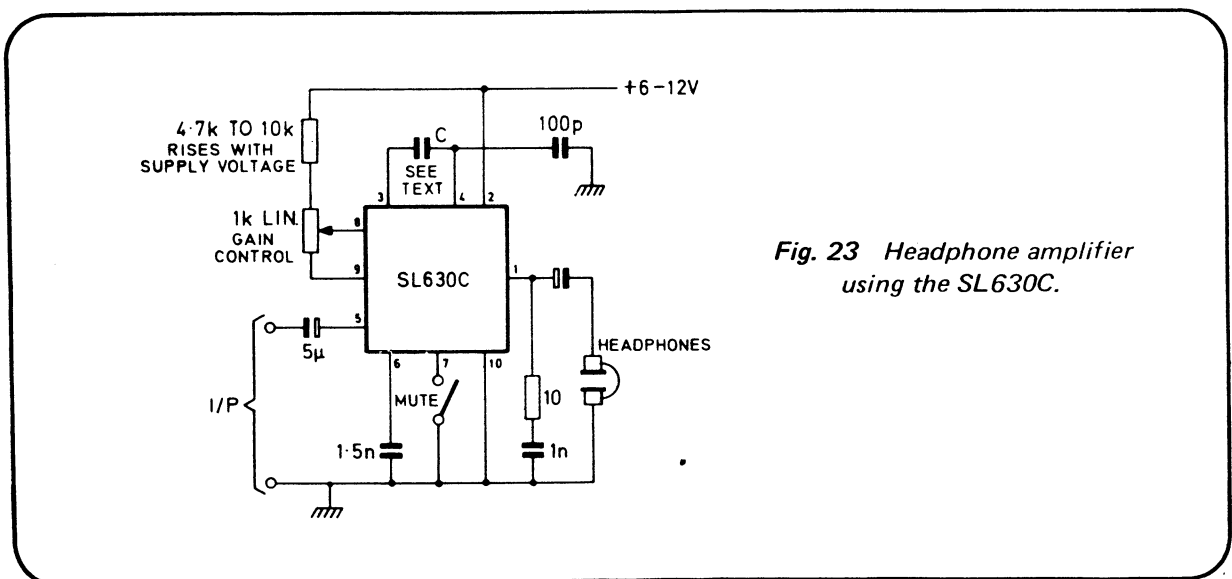 +6-12V
4·7k TO 10k
RISES WITH
SUPPLY VOLTAGE
C
100p
SEE
TEXT
3
4
2
1k LIN.
GAIN
CONTROL
8
9
SL630C
1
5
5µ
6
7
10
HEADPHONES
I/P
MUTE
10
1·5n
1n
Fig. 23 Headphone amplifier
using the SL630C.